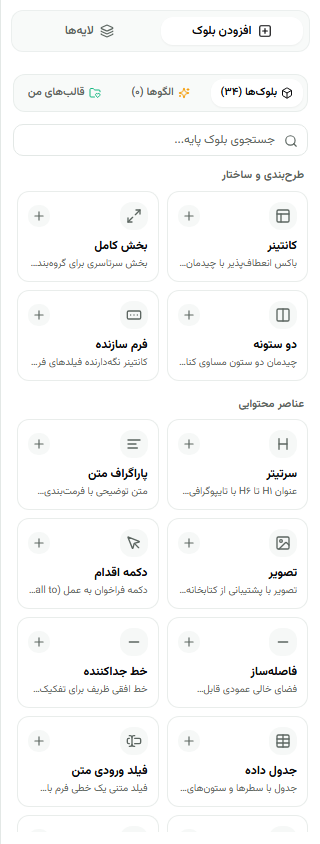 افزودن بلوک
لایه‌ها
بلوک‌ها (۳۴)
الگوها (۰)
قالب‌های من
جستجوی بلوک پایه...
طرح‌بندی و ساختار
کانتینر
باکس انعطاف‌پذیر با چیدمان...
بخش کامل
بخش سرتاسری برای گروه‌بند...
دو ستونه
چیدمان دو ستون مساوی کنا...
فرم سازنده
کانتینر نگه‌دارنده فیلدهای فر...
عناصر محتوایی
سرتیتر
عنوان H۱ تا H۶ با تایپوگرافی...
پاراگراف متن
متن توضیحی با فرمت‌بندی...
تصویر
تصویر با پشتیبانی از کتابخانه...
دکمه اقدام
دکمه فراخوان به عمل (all to...
فاصله‌ساز
فضای خالی عمودی قابل...
خط جداکننده
خط افقی ظریف برای تفکیک...
جدول داده
جدول با سطرها و ستون‌های...
فیلد ورودی متن
فیلد متنی یک خطی فرم با...